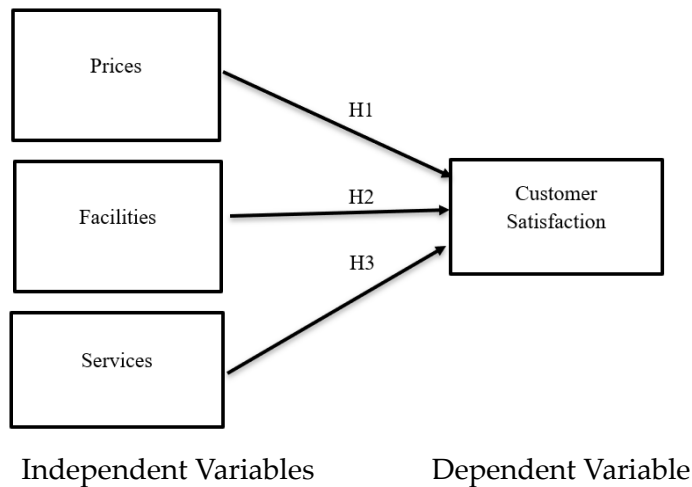 Prices
H1
Facilities
H2
Customer
Satisfaction
H3
Services
Independent Variables
Dependent Variable